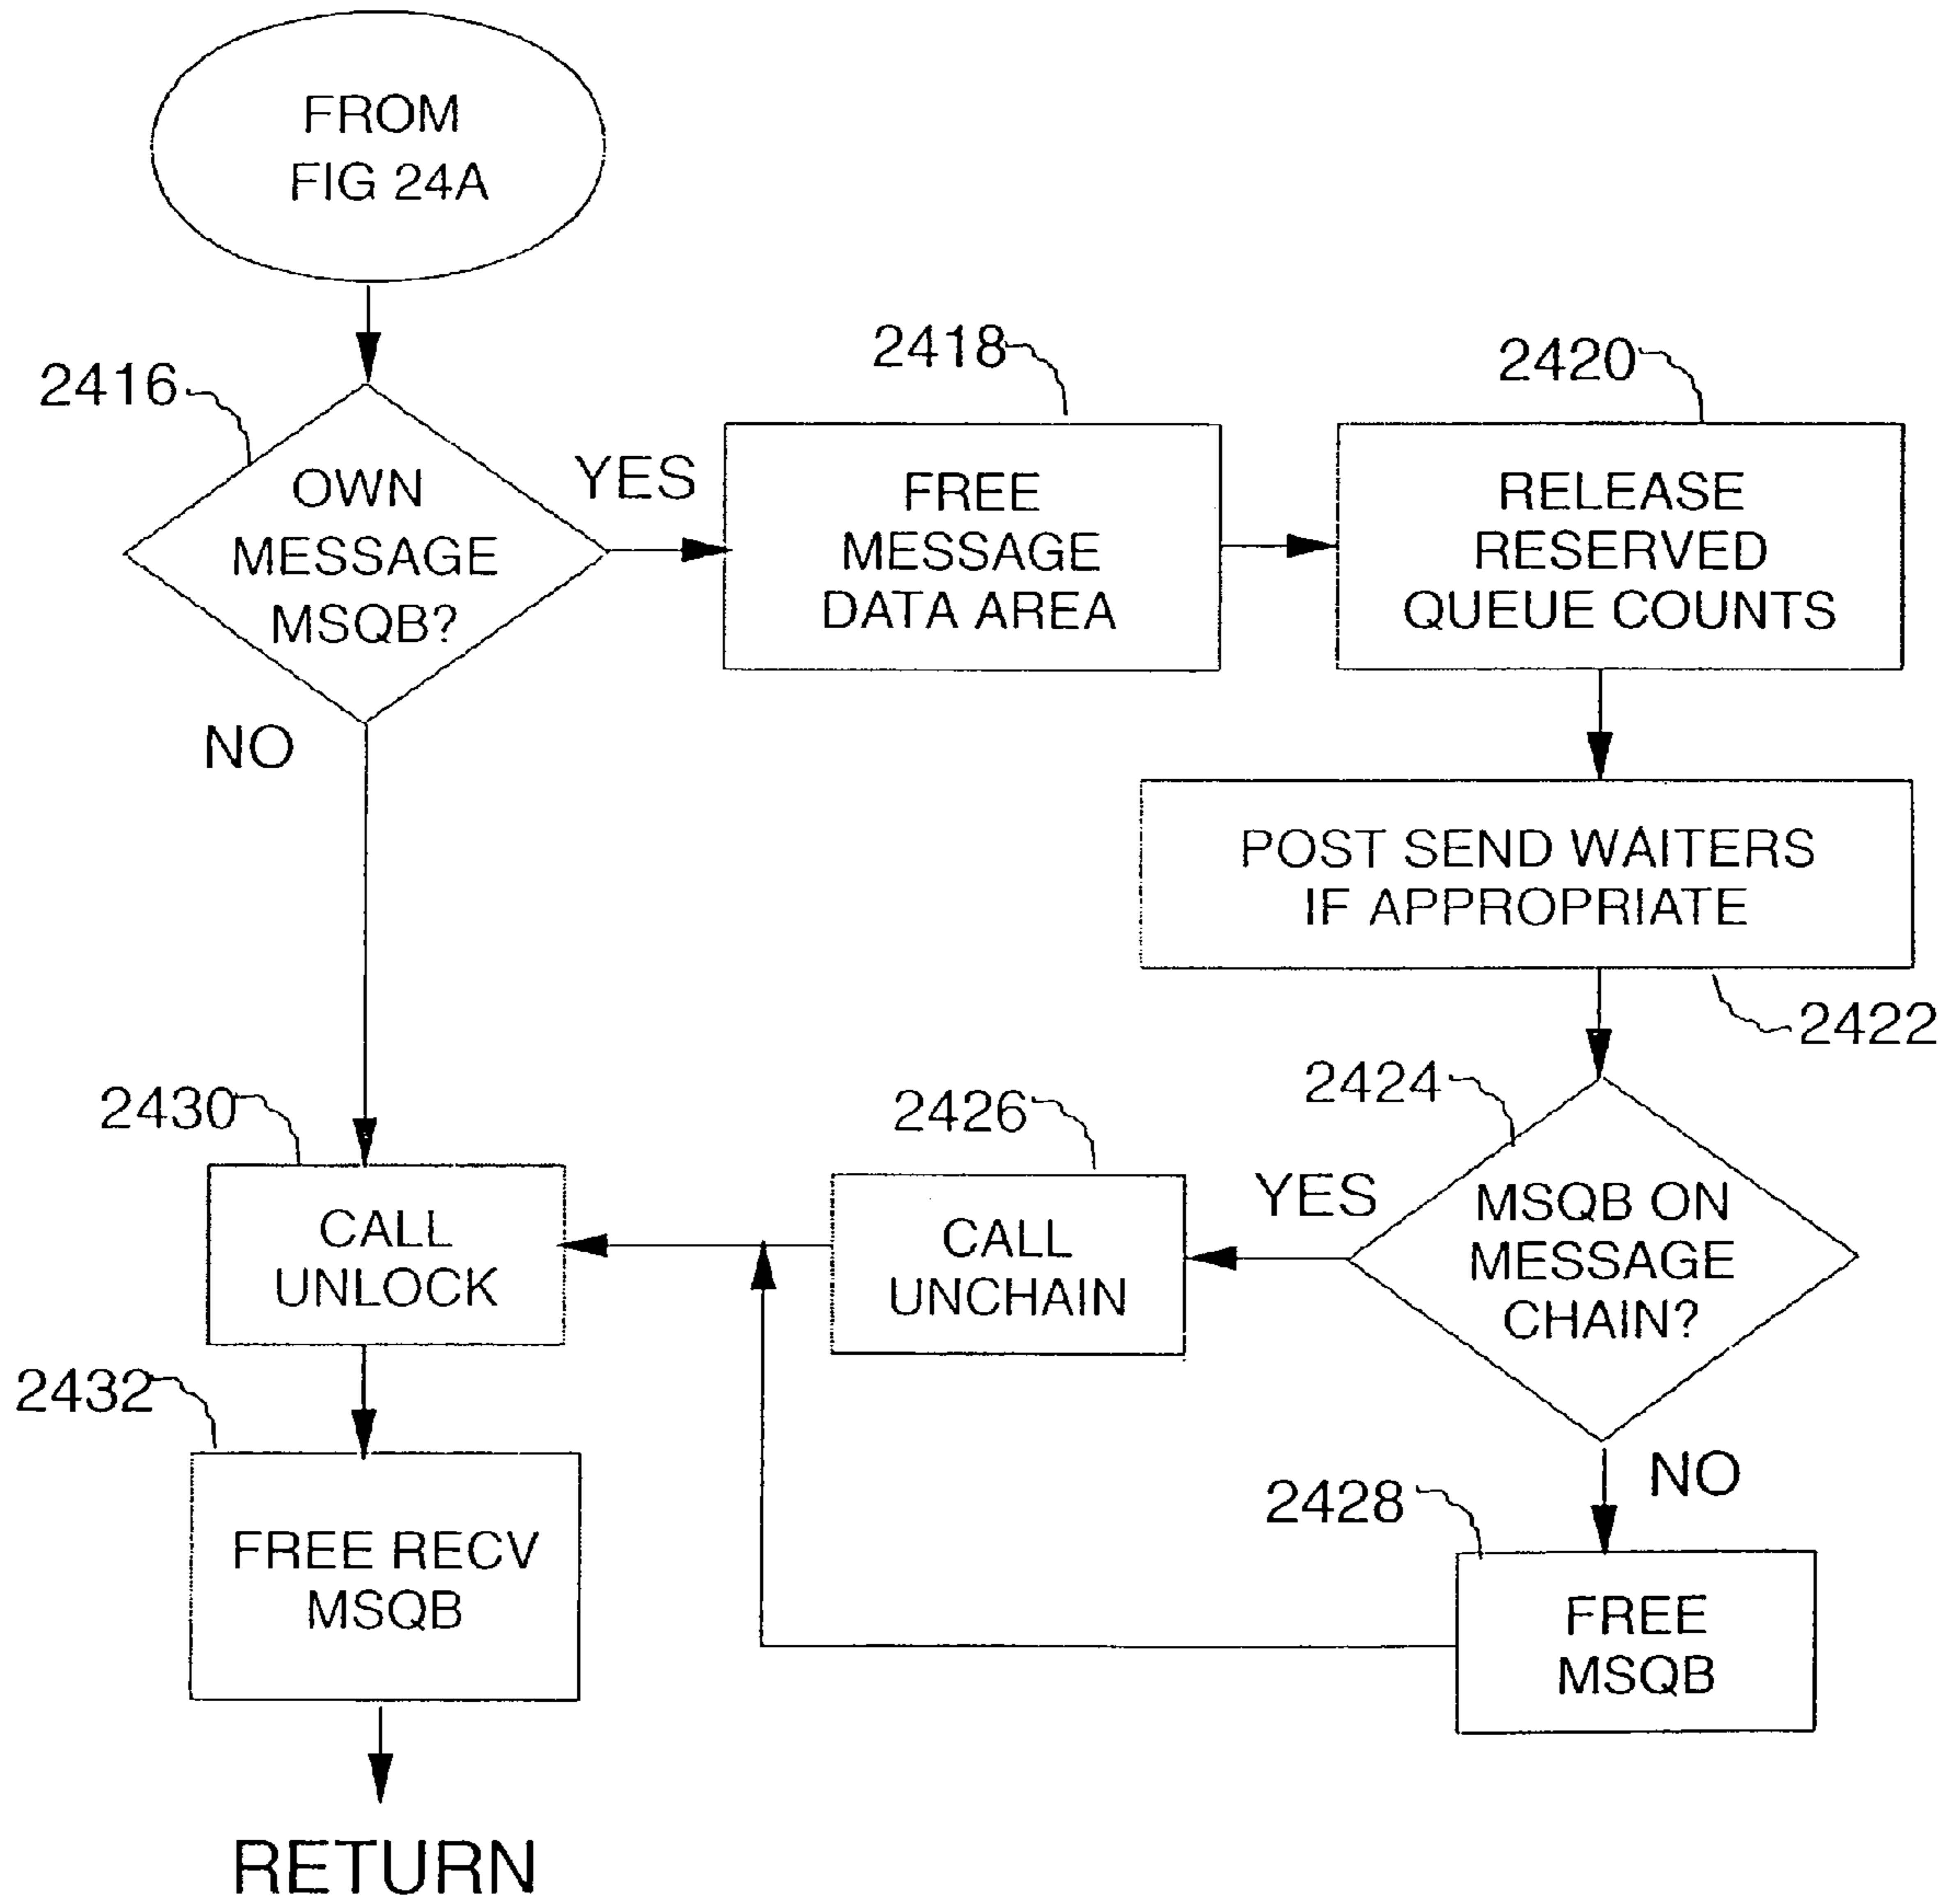 FROM
FIG 24A
2416
OWN
MESSAGE
MSQB?
YES
NO
2418
FREE
MESSAGE
DATA AREA
2420
RELEASE
RESERVED
QUEUE COUNTS
POST SEND WAITERS
IF APPROPRIATE
2422
2424
MSQB ON
MESSAGE
CHAIN?
YES
NO
2426
CALL
UNCHAIN
2428
FREE
MSQB
2430
CALL
UNLOCK
2432
FREE RECV
MSQB
RETURN